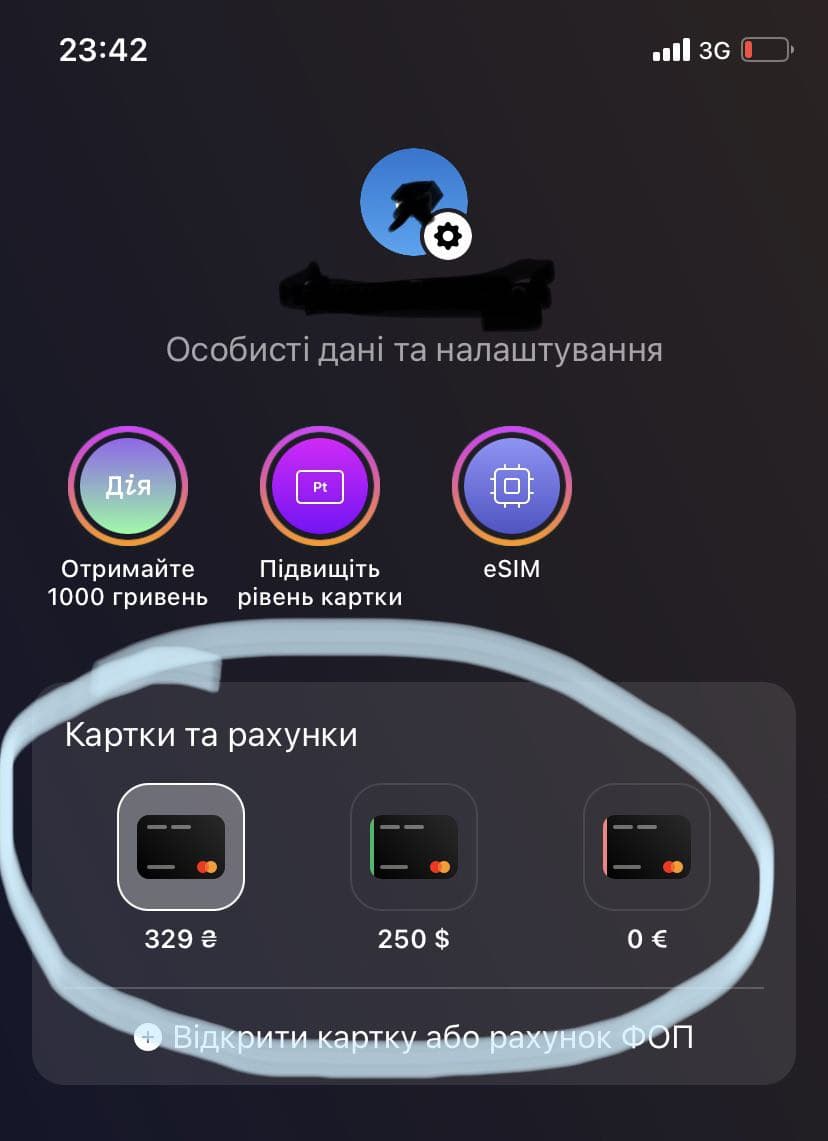 23:42
3G
Особисті дані та налаштування
Дія
Pt
Отримайте
1000 гривень
Підвищіть
рівень картки
eSIM
Картки та рахунки
329 ₴
250 $
0 €
Відкрити картку або рахунок ФОП